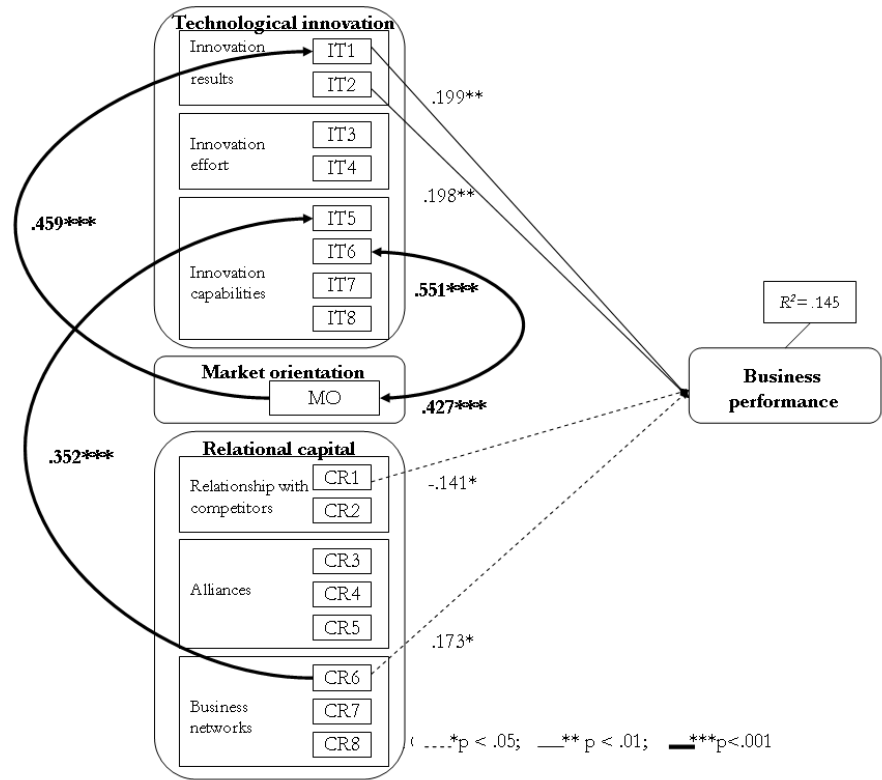 Technological innovation
Innovation
results
IT1
IT2
.199**
Innovation
effort
IT3
IT4
.198**
.459***
Innovation
capabilities
IT5
IT6
IT7
IT8
.551***
R²= .145
Market orientation
MO
.427***
Business
performance
Relational capital
.352***
Relationship with
competitors
CR1
CR2
-.141*
Alliances
CR3
CR4
CR5
.173*
Business
networks
CR6
CR7
CR8
( ....*p < .05; __** p < .01; __***p<.001